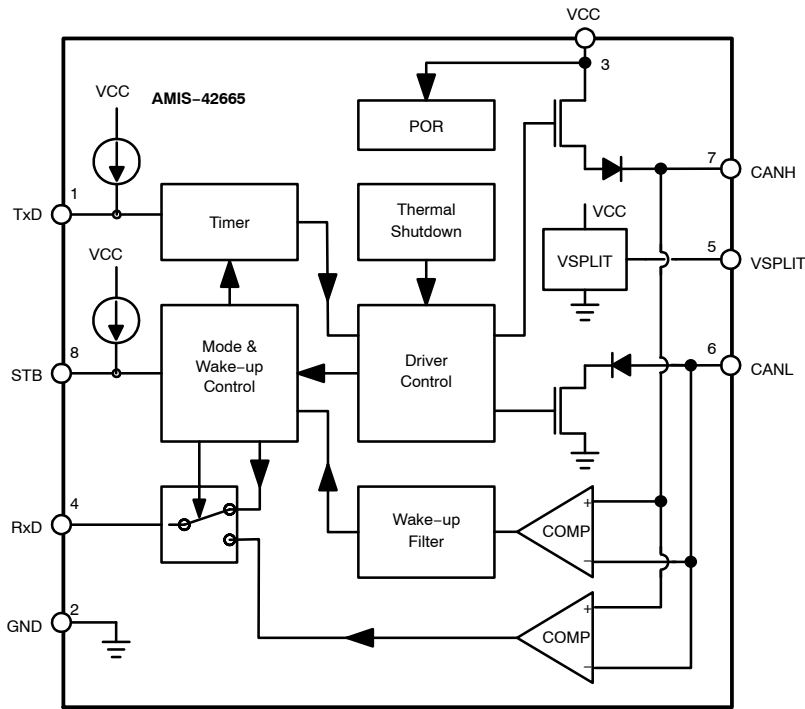 VCC
3
VCC
AMIS−42665
POR
7
CANH
1
TxD
Timer
Thermal
Shutdown
VCC
VSPLIT
5
VSPLIT
VCC
8
STB
Mode &
Wake−up
Control
Driver
Control
6
CANL
4
RxD
Wake−up
Filter
COMP
+
−
2
GND
COMP
+
−